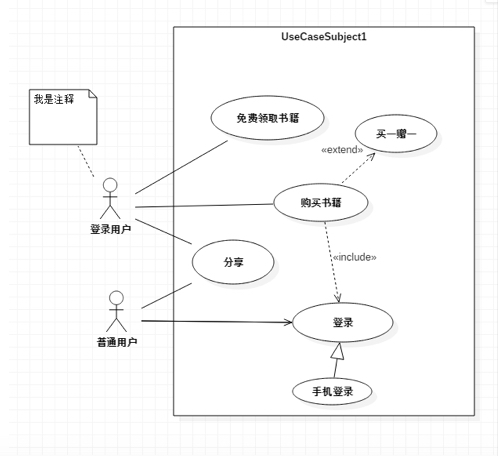 UseCaseSubject1
我是注释
免费领取书籍
买一赠一
«extend»
购买书籍
登录用户
分享
«include»
登录
普通用户
手机登录